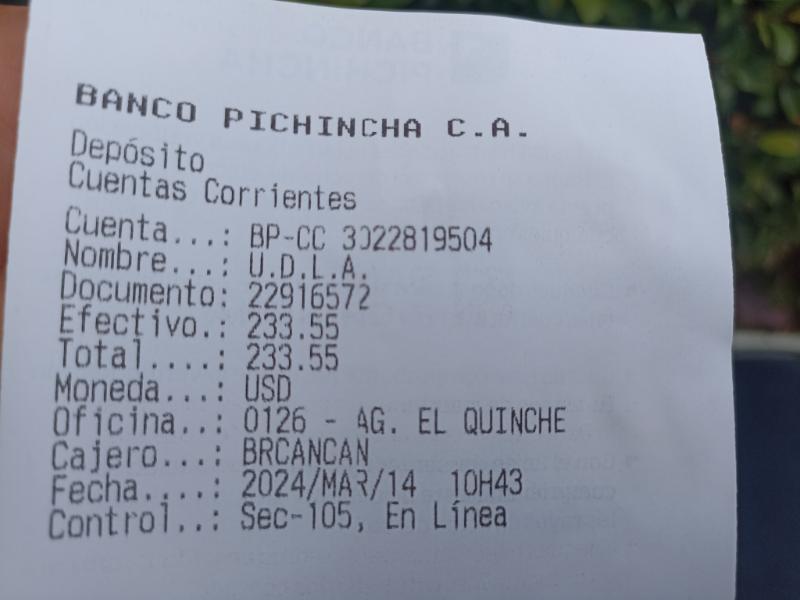 BANCO PICHINCHA C.A.
Depósito
Cuentas Corrientes
Cuenta...: BP-CC 3022819504
Nombre...: U.D.L.A.
Documento: 22916572
Efectivo.: 233.55
Total....: 233.55
Moneda...: USD
Oficina..: 0126 - AG. EL QUINCHE
Cajero...: BRCANCAN
Fecha....: 2024/MAR/14 10H43
Control..: Sec-105, En Línea